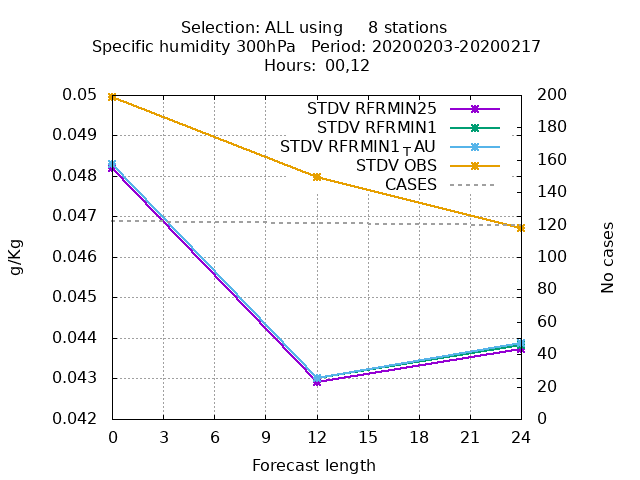 Selection: ALL using     8 stations
Specific humidity 300hPa   Period: 20200203-20200217
Hours: 00,12
STDV RFRMIN25
STDV RFRMIN1
STDV RFRMIN1┬AU
STDV OBS
CASES
0.05
0.049
0.048
0.047
0.046
0.045
0.044
0.043
0.042
200
180
160
140
120
100
80
60
40
20
0
g/Kg
No cases
0 3 6 9 12 15 18 21 24
Forecast length